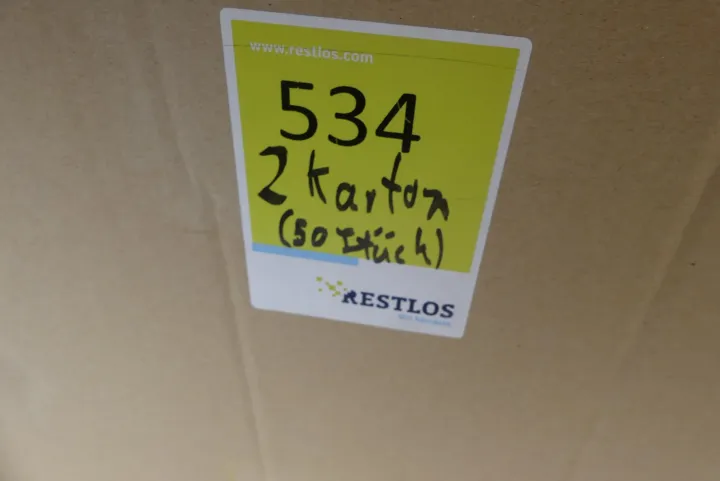 www.restlos.com
534
2 Karton
(50 Stück)
RESTLOS